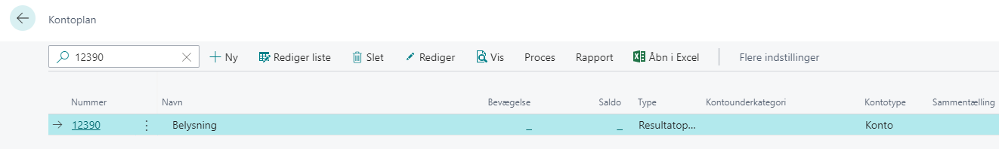 Kontoplan
12390 Ny Rediger liste Slet Rediger Vis Proces Rapport Åbn i Excel Flere indstillinger
Nummer Navn Bevægelse Saldo Type Kontounderkategori Kontotype Sammentælling
12390 Belysning _ _ Resultatop... Konto